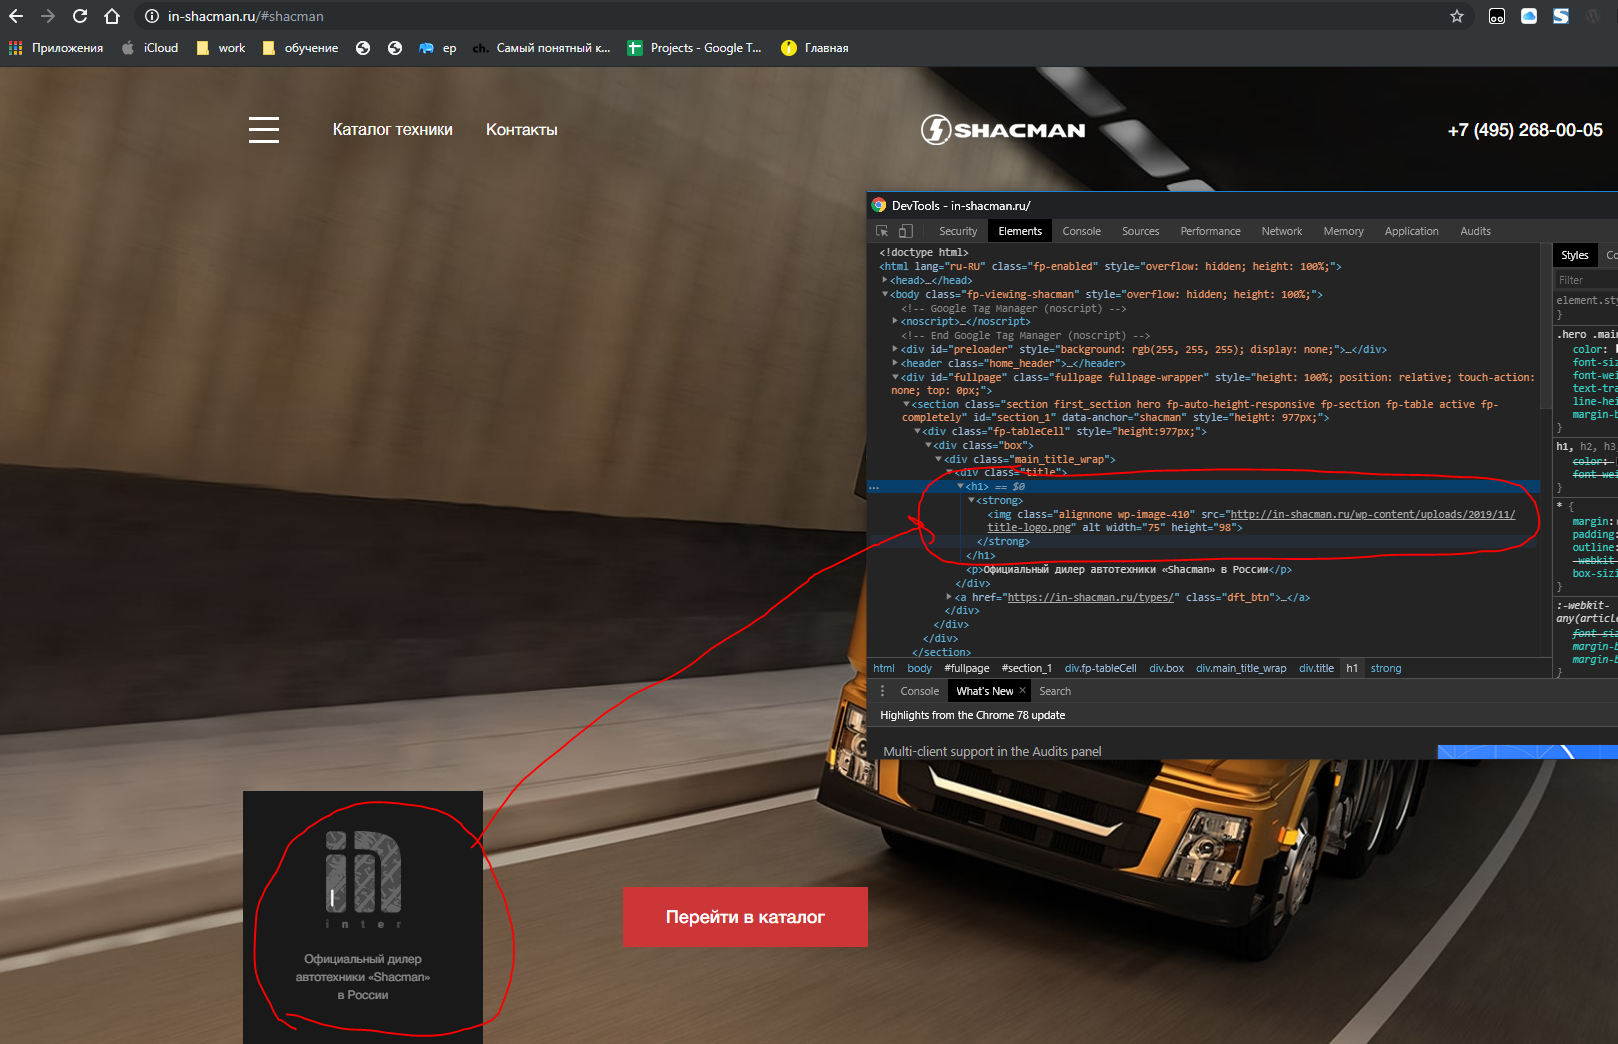 in-shacman.ru/#shacman
Приложения iCloud work обучение ep ch. Самый понятный к... Projects - Google T... Главная
Каталог техники Контакты SHACMAN +7 (495) 268-00-05
DevTools - in-shacman.ru/
Security Elements Console Sources Performance Network Memory Application Audits
<!doctype html>
<html lang="ru-RU" class="fp-enabled" style="overflow: hidden; height: 100%;">
<head>…</head>
<body class="fp-viewing-shacman" style="overflow: hidden; height: 100%;">
<!-- Google Tag Manager (noscript) -->
<noscript>…</noscript>
<!-- End Google Tag Manager (noscript) -->
<div id="preloader" style="background: rgb(255, 255, 255); display: none;">…</div>
<header class="home_header">…</header>
<div id="fullpage" class="fullpage fullpage-wrapper" style="height: 100%; position: relative; touch-action:
none; top: 0px;">
<section class="section first_section hero fp-auto-height-responsive fp-section fp-table active fp-
completely" id="section_1" data-anchor="shacman" style="height: 977px;">
<div class="fp-tableCell" style="height:977px;">
<div class="box">
<div class="main_title_wrap">
<div class="title">
… <h1> == $0
<strong>
<img class="alignnone wp-image-410" src="http://in-shacman.ru/wp-content/uploads/2019/11/
title-logo.png" alt width="75" height="98">
</strong>
</h1>
<p>Официальный дилер автотехники «Shacman» в России</p>
</div>
<a href="https://in-shacman.ru/types/" class="dft_btn">…</a>
</div>
</div>
</div>
</section>
html body #fullpage #section_1 div.fp-tableCell div.box div.main_title_wrap div.title h1 strong
Styles Co
Filter
element.sty
}
.hero .mai
color:
font-siz
font-wei
text-tra
line-hei
margin-b
}
h1, h2, h3
color:
font-wei
}
* {
margin:
padding:
outline:
-webkit-
box-sizi
}
:-webkit-
any(articl
font-siz
margin-b
margin-b
}
Console What's New × Search
Highlights from the Chrome 78 update
Multi-client support in the Audits panel
in
inter
Официальный дилер
автотехники «Shacman»
в России
Перейти в каталог